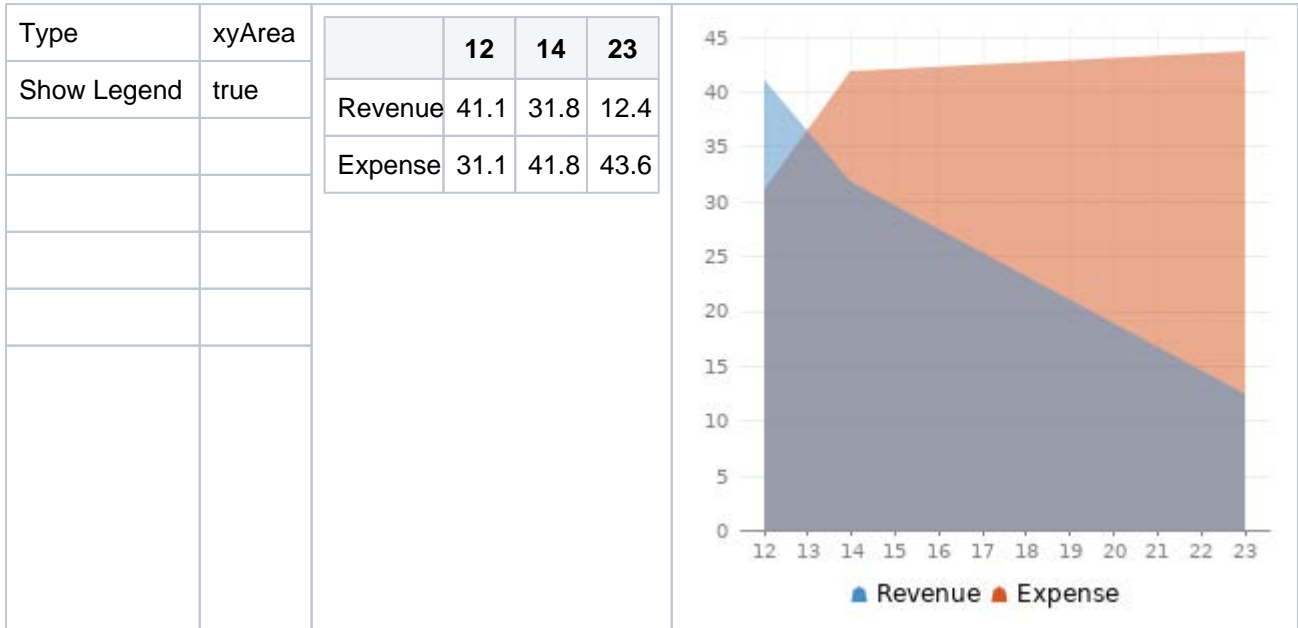 Type xyArea
Show Legend true
12 14 23
Revenue 41.1 31.8 12.4
Expense 31.1 41.8 43.6
45
40
35
30
25
20
15
10
5
0
12 13 14 15 16 17 18 19 20 21 22 23
Revenue Expense